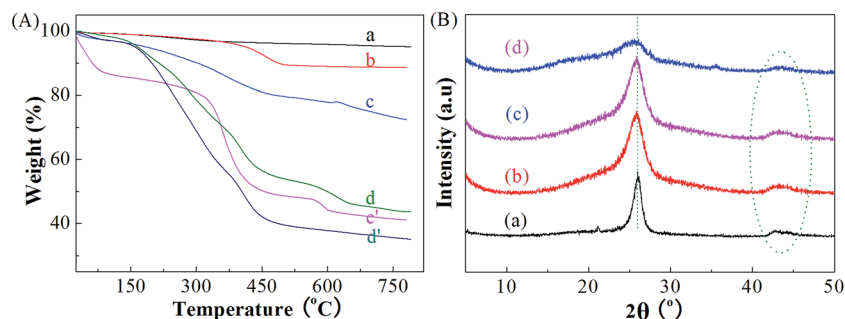 (A)
100
80
60
40
Weight (%)
a
b
c
d
c'
d'
150
300
450
600
750
Temperature (°C)
(B)
(d)
(c)
(b)
(a)
Intensity (a.u)
10
20
30
40
50
2θ (°)